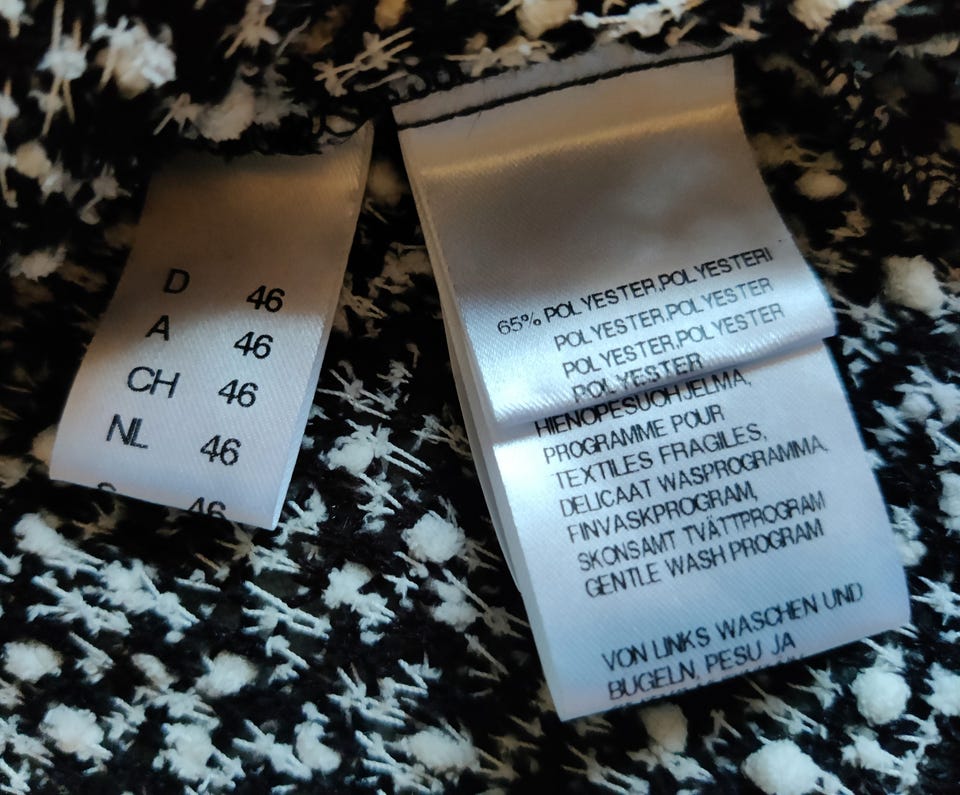 D 46
A 46
CH 46
NL 46
S 46
65% POLYESTER,POLYESTERI
POLYESTER,POLYESTER
POLYESTER,POLYESTER
POLYESTER
HIENOPESUOHJELMA,
PROGRAMME POUR
TEXTILES FRAGILES,
DELICAAT WASPROGRAMMA,
FINVASKPROGRAM,
SKONSAMT TVÄTTPROGRAM
GENTLE WASH PROGRAM
VON LINKS WASCHEN UND
BUGELN, PESU JA